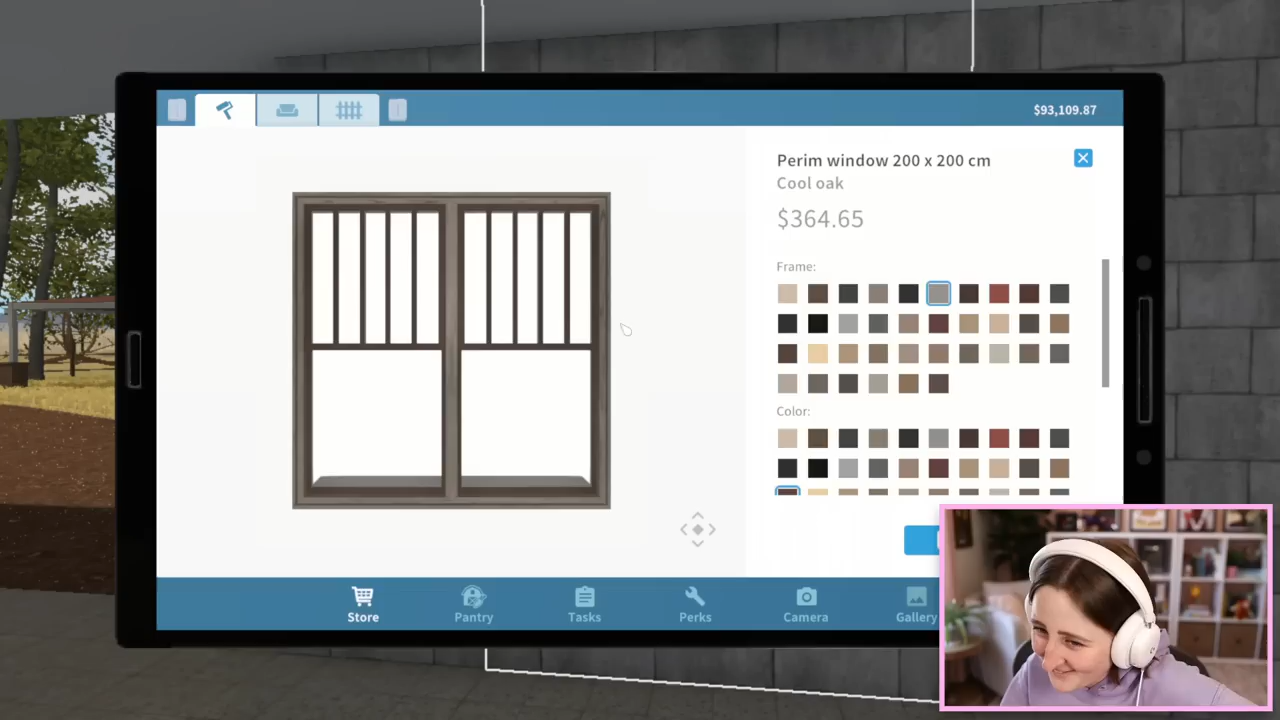 $93,109.87
Perim window 200 x 200 cm
Cool oak
$364.65
Frame:
Color:
Store
Pantry
Tasks
Perks
Camera
Gallery